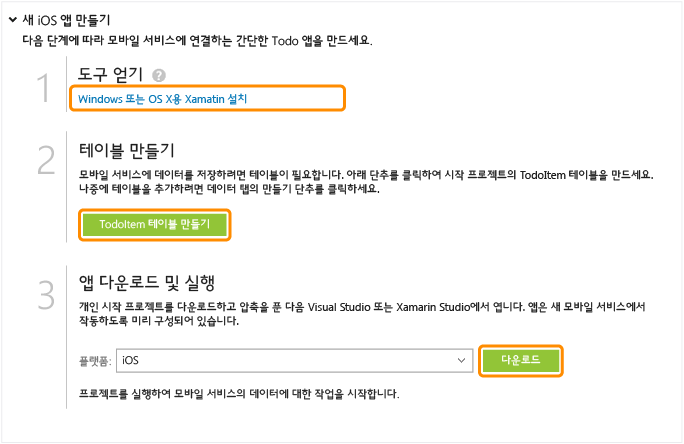 새 iOS 앱 만들기
다음 단계에 따라 모바일 서비스에 연결하는 간단한 Todo 앱을 만드세요.
1
도구 얻기 ?
Windows 또는 OS X용 Xamatin 설치
2
테이블 만들기
모바일 서비스에 데이터를 저장하려면 테이블이 필요합니다. 아래 단추를 클릭하여 시작 프로젝트의 TodoItem 테이블을 만드세요.
나중에 테이블을 추가하려면 데이터 탭의 만들기 단추를 클릭하세요.
TodoItem 테이블 만들기
3
앱 다운로드 및 실행
개인 시작 프로젝트를 다운로드하고 압축을 푼 다음 Visual Studio 또는 Xamarin Studio에서 엽니다. 앱은 새 모바일 서비스에서
작동하도록 미리 구성되어 있습니다.
플랫폼: iOS 다운로드
프로젝트를 실행하여 모바일 서비스의 데이터에 대한 작업을 시작합니다.